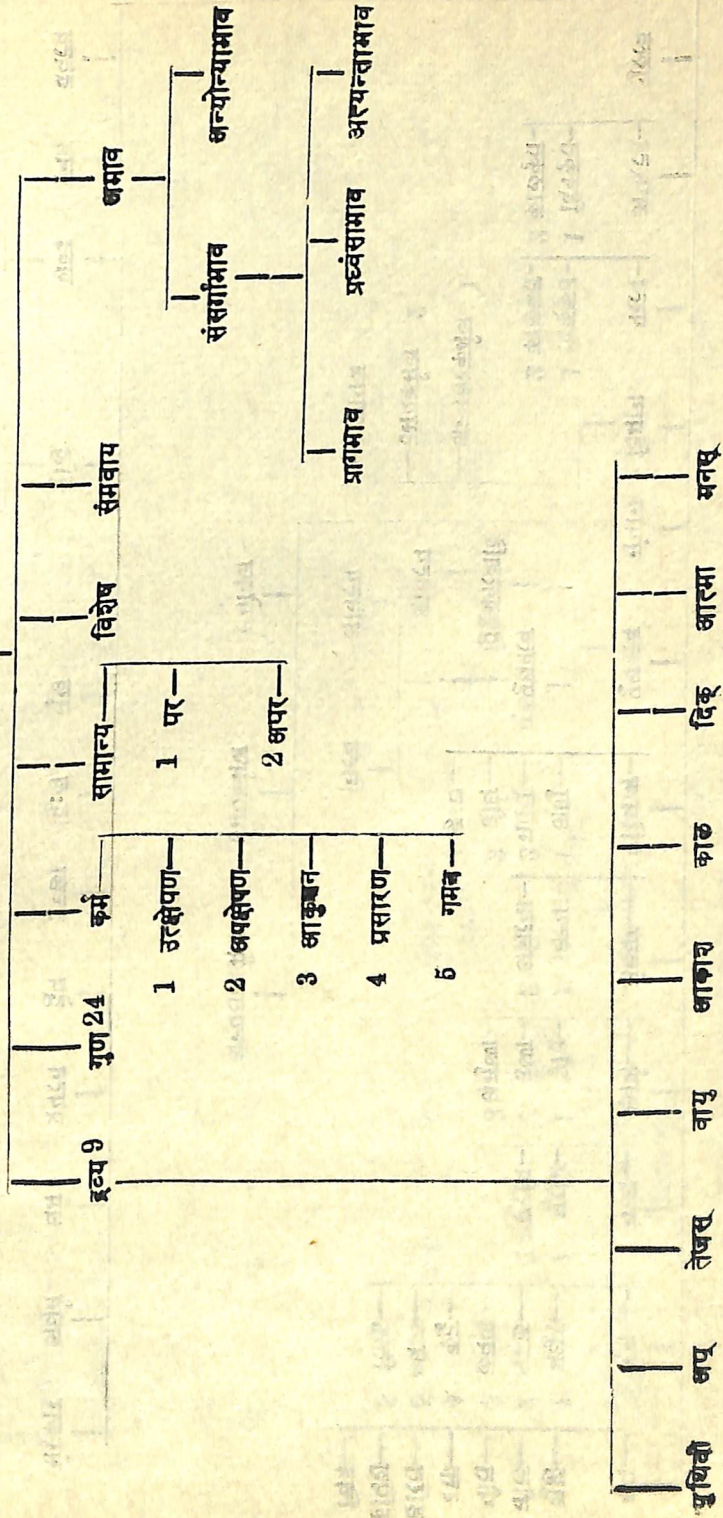 द्रव्य 9 गुण 24 कर्म सामान्य विशेष समवाय अभाव
1 उत्क्षेपण 1 पर संसर्गाभाव अन्योन्याभाव
2 अपक्षेपण 2 अपर
3 आकुञ्चन प्रागभाव प्रध्वंसाभाव अत्यन्ताभाव
4 प्रसारण
5 गमन
पृथिवी अप् तेजस् वायु आकाश काल दिक् आत्मा मनस्